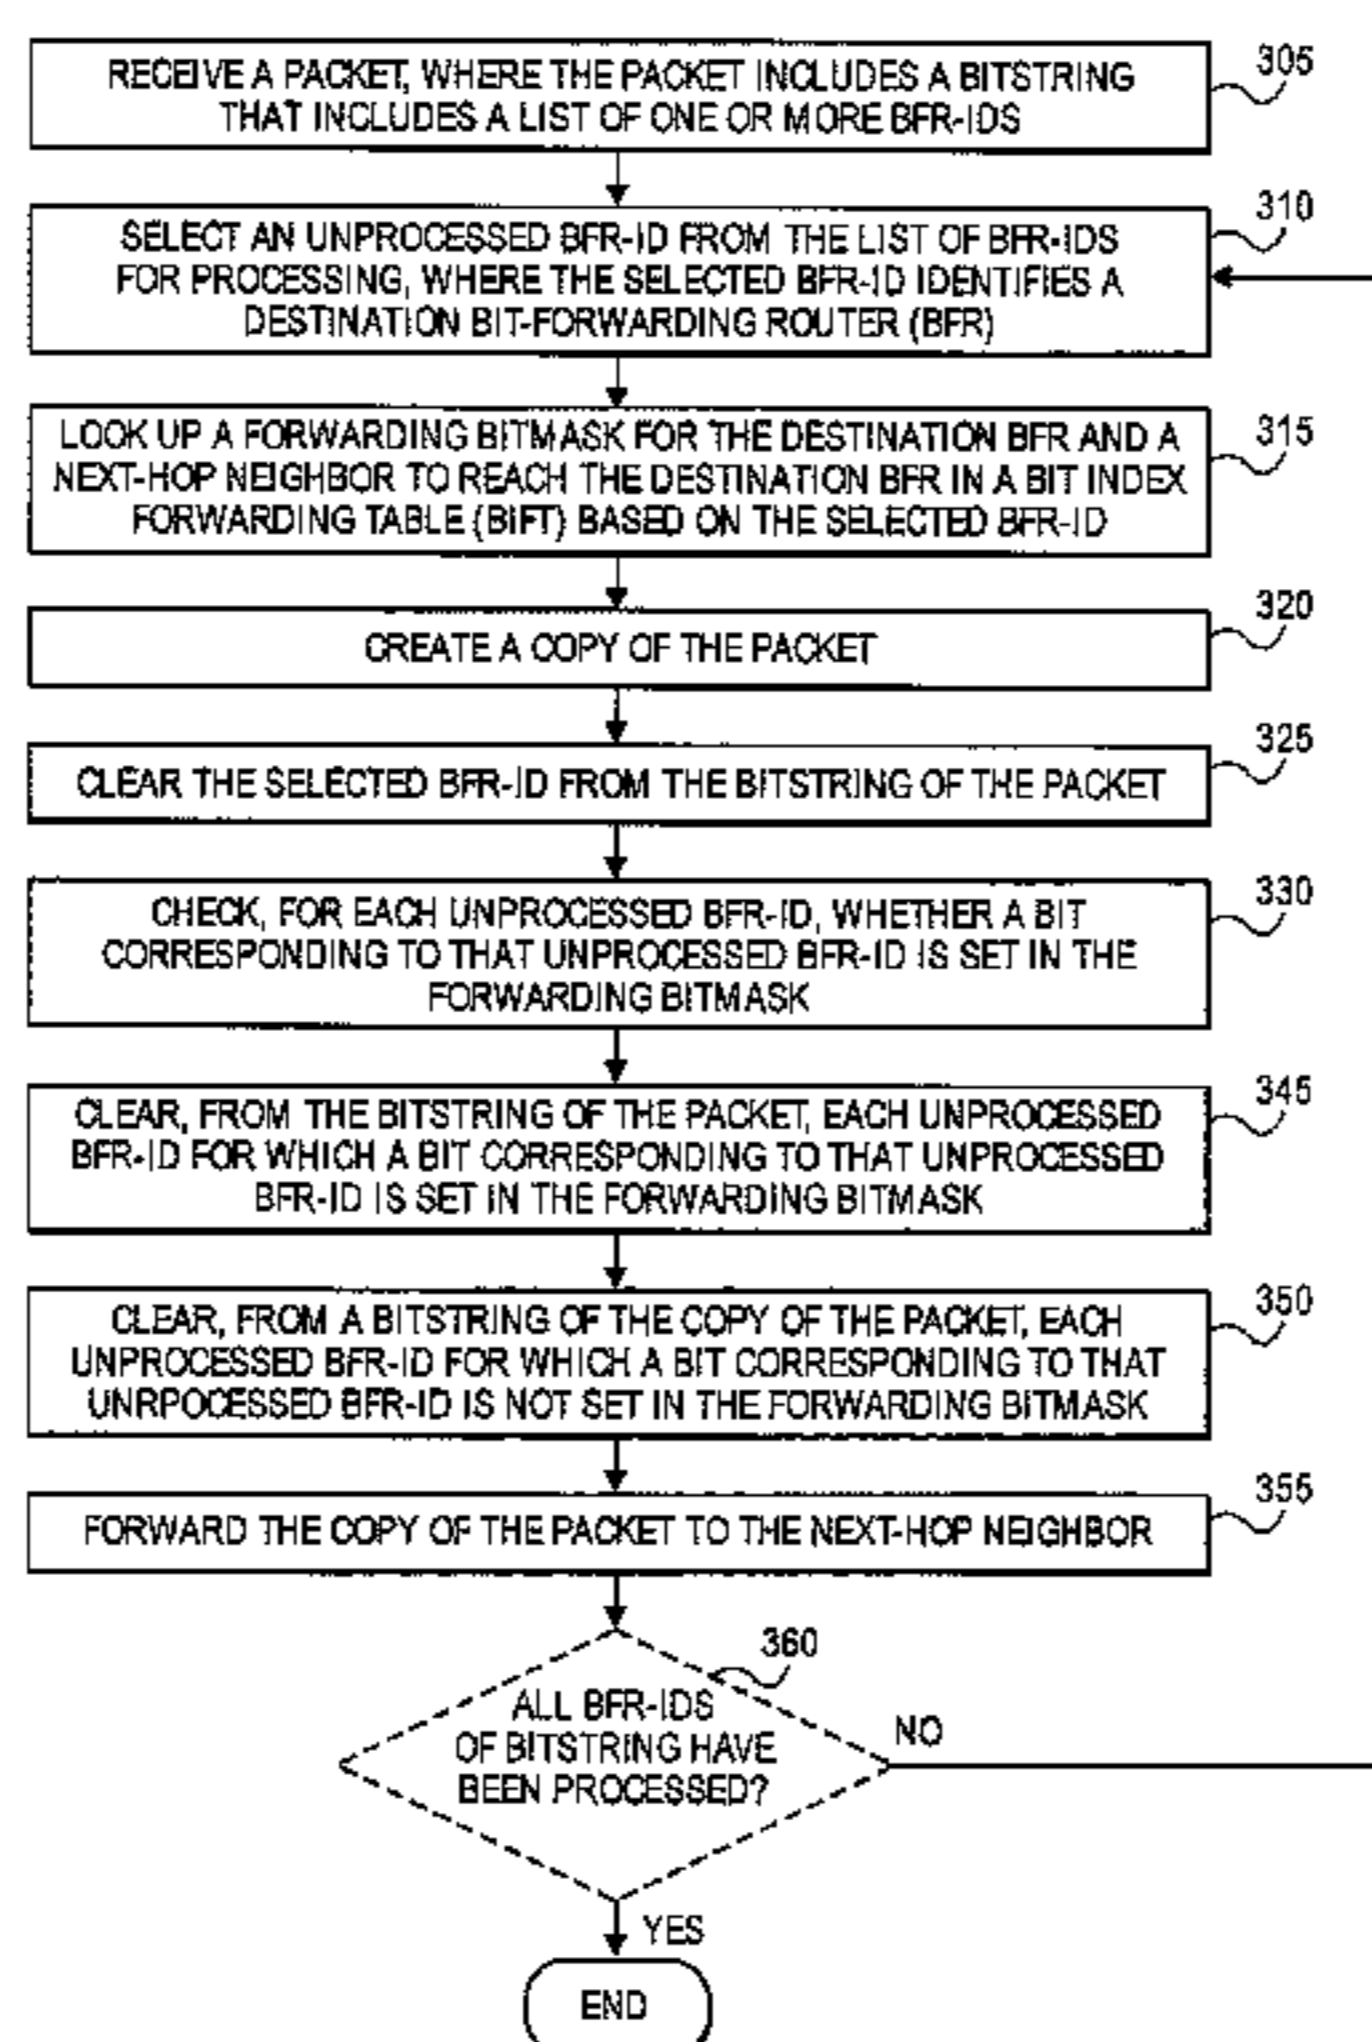 RECEIVE A PACKET, WHERE THE PACKET INCLUDES A BITSTRING
THAT INCLUDES A LIST OF ONE OR MORE BFR-IDS
305
SELECT AN UNPROCESSED BFR-ID FROM THE LIST OF BFR-IDS
FOR PROCESSING, WHERE THE SELECTED BFR-ID IDENTIFIES A
DESTINATION BIT-FORWARDING ROUTER (BFR)
310
LOOK UP A FORWARDING BITMASK FOR THE DESTINATION BFR AND A
NEXT-HOP NEIGHBOR TO REACH THE DESTINATION BFR IN A BIT INDEX
FORWARDING TABLE (BIFT) BASED ON THE SELECTED BFR-ID
315
CREATE A COPY OF THE PACKET
320
CLEAR THE SELECTED BFR-ID FROM THE BITSTRING OF THE PACKET
325
CHECK, FOR EACH UNPROCESSED BFR-ID, WHETHER A BIT
CORRESPONDING TO THAT UNPROCESSED BFR-ID IS SET IN THE
FORWARDING BITMASK
330
CLEAR, FROM THE BITSTRING OF THE PACKET, EACH UNPROCESSED
BFR-ID FOR WHICH A BIT CORRESPONDING TO THAT UNPROCESSED
BFR-ID IS SET IN THE FORWARDING BITMASK
345
CLEAR, FROM A BITSTRING OF THE COPY OF THE PACKET, EACH
UNPROCESSED BFR-ID FOR WHICH A BIT CORRESPONDING TO THAT
UNRPOCESSED BFR-ID IS NOT SET IN THE FORWARDING BITMASK
350
FORWARD THE COPY OF THE PACKET TO THE NEXT-HOP NEIGHBOR
355
360
ALL BFR-IDS
OF BITSTRING HAVE
BEEN PROCESSED?
NO
YES
END